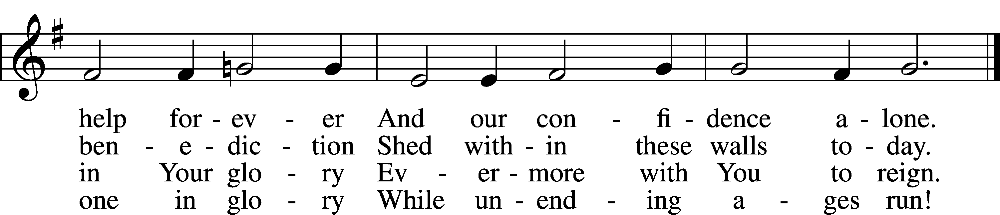 help for - ev - er And our con - fi - dence a - lone.
ben - e - dic - tion Shed with - in these walls to - day.
in Your glo - ry Ev - er - more with You to reign.
one in glo - ry While un - end - ing a - ges run!